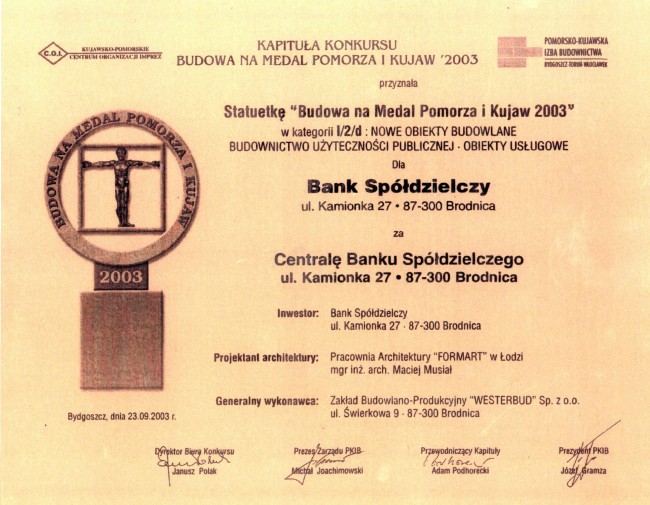 C.O.I.
KUJAWSKO-POMORSKIE
CENTRUM ORGANIZACJI IMPREZ
KAPITUŁA KONKURSU
BUDOWA NA MEDAL POMORZA I KUJAW '2003
POMORSKO-KUJAWSKA
IZBA BUDOWNICTWA
BYDGOSZCZ TORUŃ WŁOCŁAWEK
przyznała
Statuetkę "Budowa na Medal Pomorza i Kujaw 2003"
w kategorii I/2/d : NOWE OBIEKTY BUDOWLANE
BUDOWNICTWO UŻYTECZNOŚCI PUBLICZNEJ - OBIEKTY USŁUGOWE
Dla
Bank Spółdzielczy
ul. Kamionka 27 • 87-300 Brodnica
za
Centralę Banku Spółdzielczego
ul. Kamionka 27 • 87-300 Brodnica
BUDOWA NA MEDAL POMORZA I KUJAW
2003
Inwestor: Bank Spółdzielczy
ul. Kamionka 27 · 87-300 Brodnica
Projektant architektury: Pracownia Architektury "FORMART" w Łodzi
mgr inż. arch. Maciej Musiał
Generalny wykonawca: Zakład Budowlano-Produkcyjny "WESTERBUD" Sp. z o.o.
ul. Świerkowa 9 · 87-300 Brodnica
Bydgoszcz, dnia 23.09.2003 r.
Dyrektor Biura Konkursu
Janusz Polak
Prezes Zarządu PKIB
Michał Joachimowski
Przewodniczący Kapituły
Adam Podhorecki
Prezydent PKIB
Józef Gramza